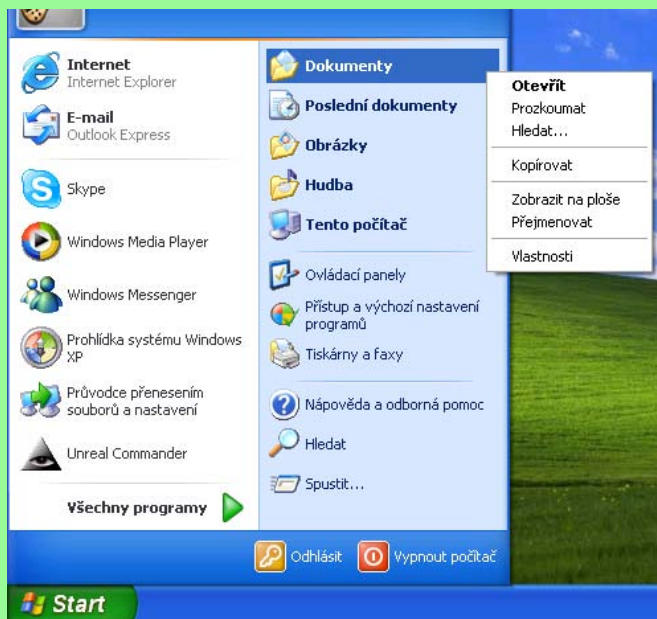 Internet
Internet Explorer
E-mail
Outlook Express
Skype
Windows Media Player
Windows Messenger
Prohlídka systému Windows
XP
Průvodce přenesením
souborů a nastavení
Unreal Commander
Všechny programy
Dokumenty
Poslední dokumenty
Obrázky
Hudba
Tento počítač
Ovládací panely
Přístup a výchozí nastavení
programů
Tiskárny a faxy
Nápověda a odborná pomoc
Hledat
Spustit...
Otevřít
Prozkoumat
Hledat...
Kopírovat
Zobrazit na ploše
Přejmenovat
Vlastnosti
Odhlásit
Vypnout počítač
Start